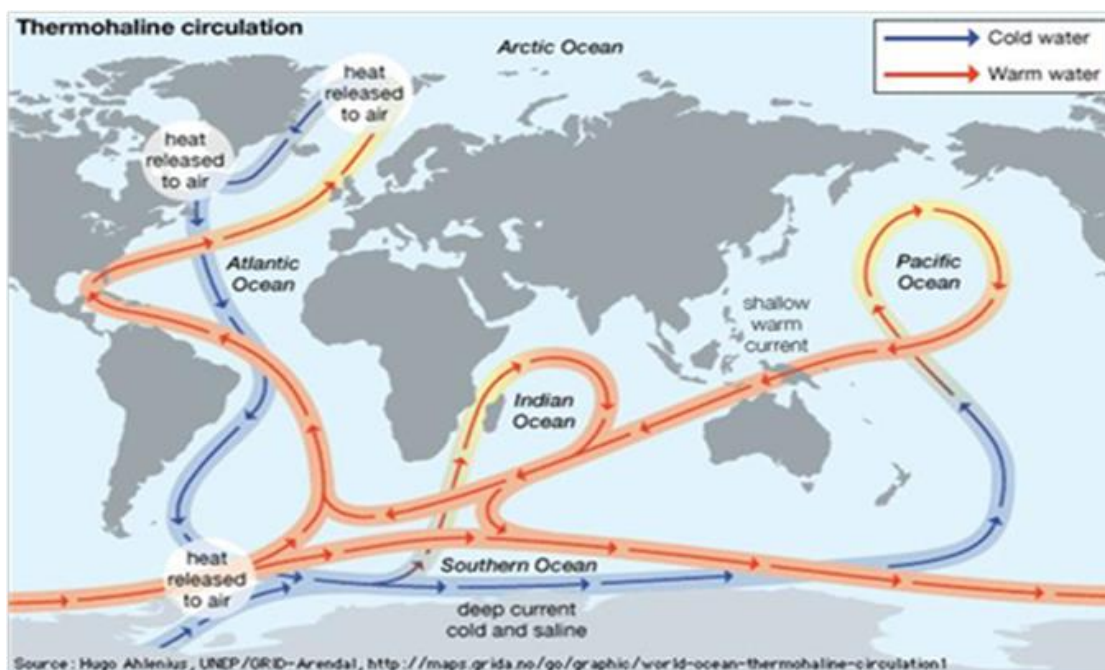 Thermohaline circulation
Arctic Ocean
Cold water
Warm water
heat
released
to air
heat
released
to air
Atlantic
Ocean
Pacific
Ocean
shallow
warm
current
Indian
Ocean
heat
released
to air
Southern Ocean
deep current
cold and saline
Source: Hugo Ahlenius, UNEP/GRID-Arendal, http://maps.grida.no/go/graphic/world-ocean-thermohaline-circulation1